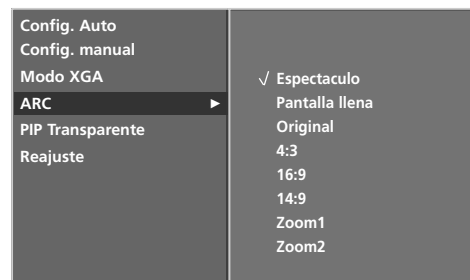 Config. Auto
Config. manual
Modo XGA
ARC
PIP Transparente
Reajuste
Espectaculo
Pantalla llena
Original
4:3
16:9
14:9
Zoom1
Zoom2